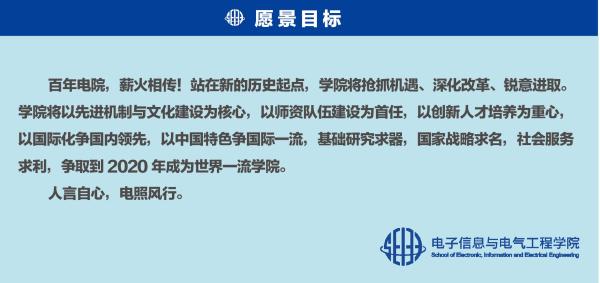 愿景目标
百年电院，薪火相传！站在新的历史起点，学院将抢抓机遇、深化改革、锐意进取。
学院将以先进机制与文化建设为核心，以师资队伍建设为首任，以创新人才培养为重心，
以国际化争国内领先，以中国特色争国际一流，基础研究求器，国家战略求名，社会服务
求利，争取到 2020 年成为世界一流学院。
人言自心，电照风行。
电子信息与电气工程学院
School of Electronic, Information and Electrical Engineering